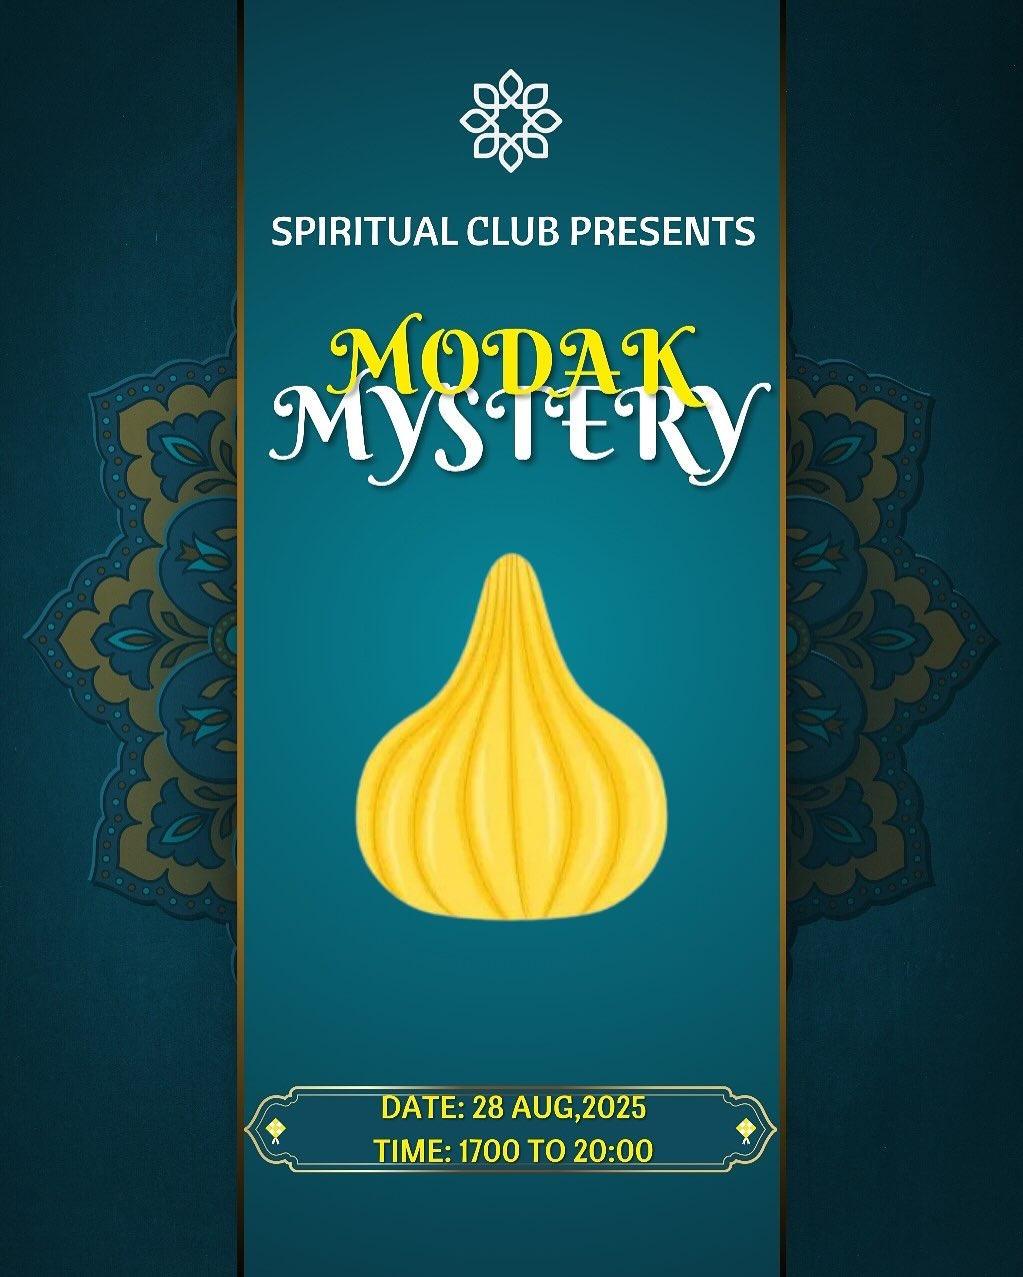 SPIRITUAL CLUB PRESENTS
MODAK
MYSTERY
DATE: 28 AUG,2025
TIME: 1700 TO 20:00